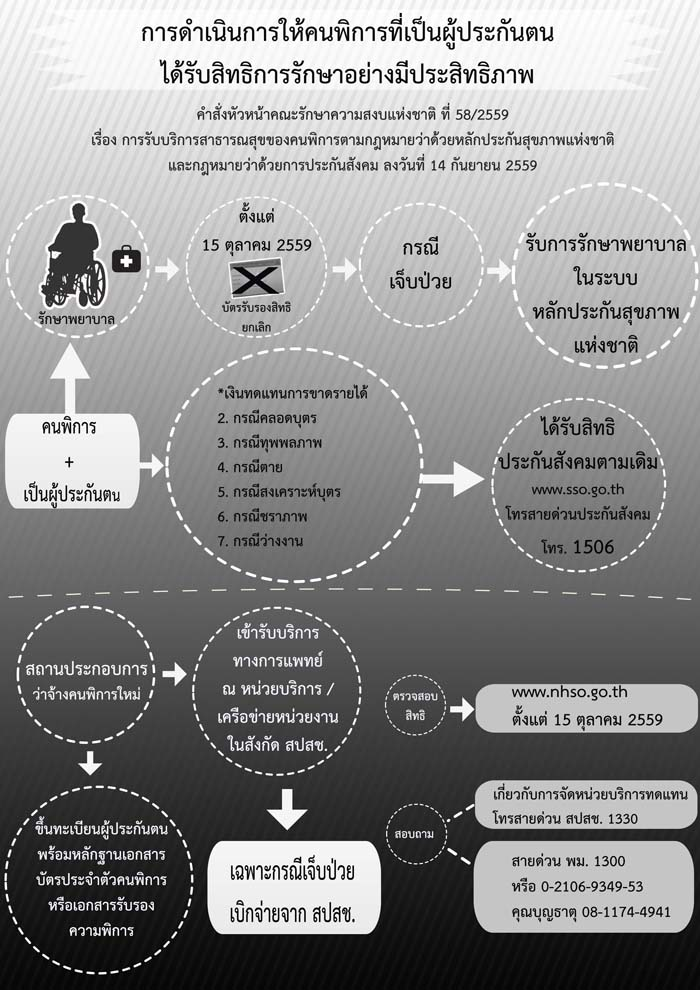 การดำเนินการให้คนพิการที่เป็นผู้ประกันตน
ได้รับสิทธิการรักษาอย่างมีประสิทธิภาพ
คำสั่งหัวหน้าคณะรักษาความสงบแห่งชาติ ที่ 58/2559
เรื่อง การรับบริการสาธารณสุขของคนพิการตามกฎหมายว่าด้วยหลักประกันสุขภาพแห่งชาติ
และกฎหมายว่าด้วยการประกันสังคม ลงวันที่ 14 กันยายน 2559
รักษาพยาบาล
ตั้งแต่
15 ตุลาคม 2559
บัตรรับรองสิทธิ
ยกเลิก
กรณี
เจ็บป่วย
รับการรักษาพยาบาล
ในระบบ
หลักประกันสุขภาพ
แห่งชาติ
คนพิการ
+
เป็นผู้ประกันตน
*เงินทดแทนการขาดรายได้
2. กรณีคลอดบุตร
3. กรณีทุพพลภาพ
4. กรณีตาย
5. กรณีสงเคราะห์บุตร
6. กรณีชราภาพ
7. กรณีว่างงาน
ได้รับสิทธิ
ประกันสังคมตามเดิม
www.sso.go.th
โทรสายด่วนประกันสังคม
โทร. 1506
สถานประกอบการ
ว่าจ้างคนพิการใหม่
เข้ารับบริการ
ทางการแพทย์
ณ หน่วยบริการ /
เครือข่ายหน่วยงาน
ในสังกัด สปสช.
ตรวจสอบ
สิทธิ
www.nhso.go.th
ตั้งแต่ 15 ตุลาคม 2559
ขึ้นทะเบียนผู้ประกันตน
พร้อมหลักฐานเอกสาร
บัตรประจำตัวคนพิการ
หรือเอกสารรับรอง
ความพิการ
เฉพาะกรณีเจ็บป่วย
เบิกจ่ายจาก สปสช.
สอบถาม
เกี่ยวกับการจัดหน่วยบริการทดแทน
โทรสายด่วน สปสช. 1330
สายด่วน พม. 1300
หรือ 0-2106-9349-53
คุณบุญธาตุ 08-1174-4941